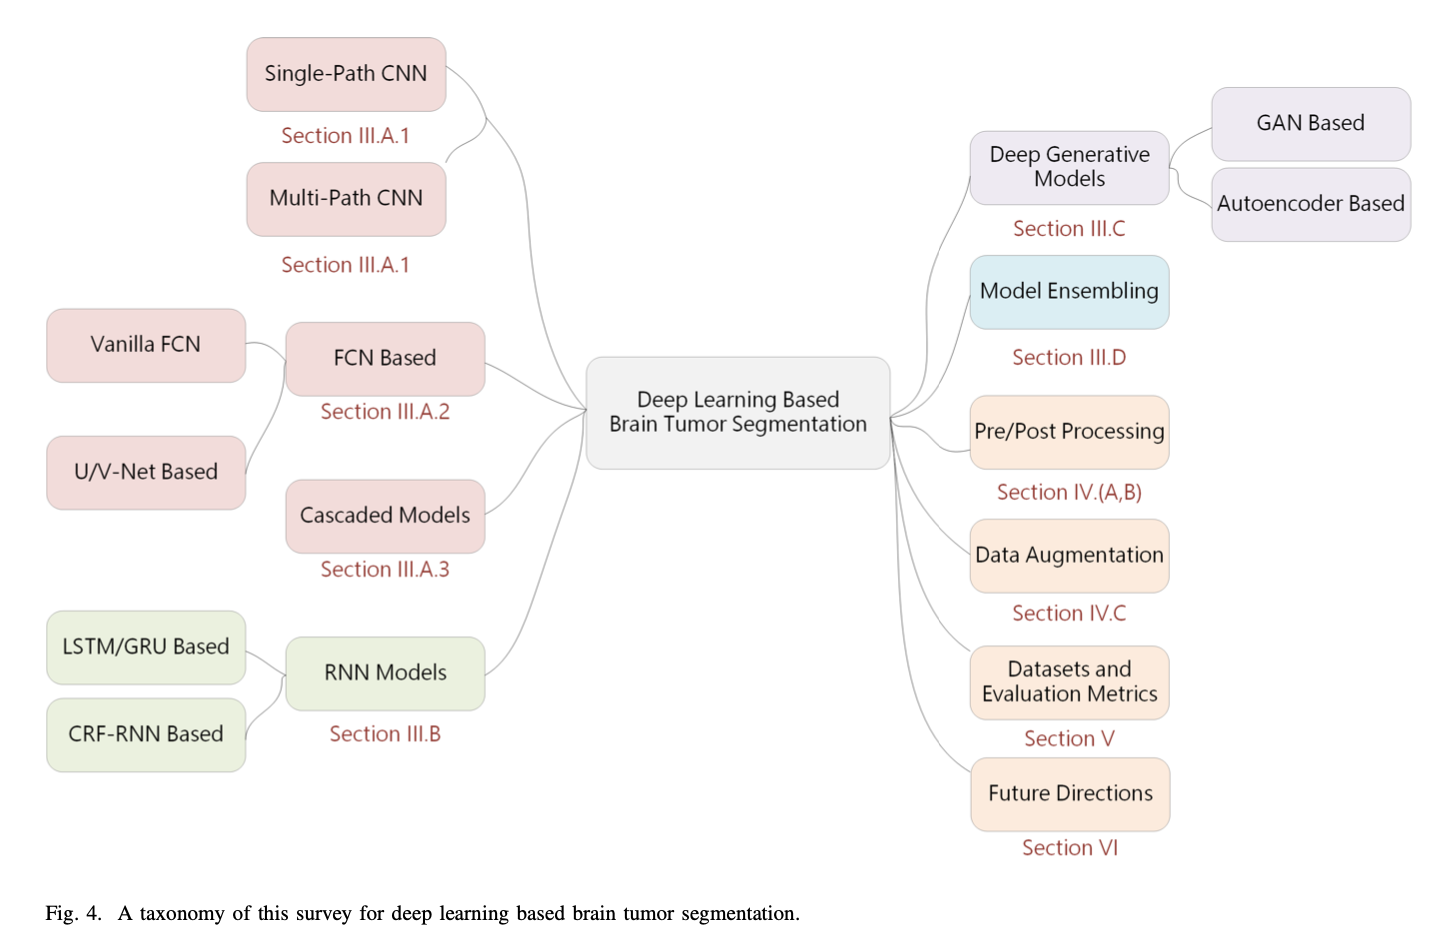 Single-Path CNN
Section III.A.1
Multi-Path CNN
Section III.A.1
Vanilla FCN
FCN Based
Section III.A.2
U/V-Net Based
Cascaded Models
Section III.A.3
LSTM/GRU Based
RNN Models
CRF-RNN Based
Section III.B
Deep Learning Based
Brain Tumor Segmentation
Deep Generative
Models
Section III.C
GAN Based
Autoencoder Based
Model Ensembling
Section III.D
Pre/Post Processing
Section IV.(A,B)
Data Augmentation
Section IV.C
Datasets and
Evaluation Metrics
Section V
Future Directions
Section VI
Fig. 4. A taxonomy of this survey for deep learning based brain tumor segmentation.